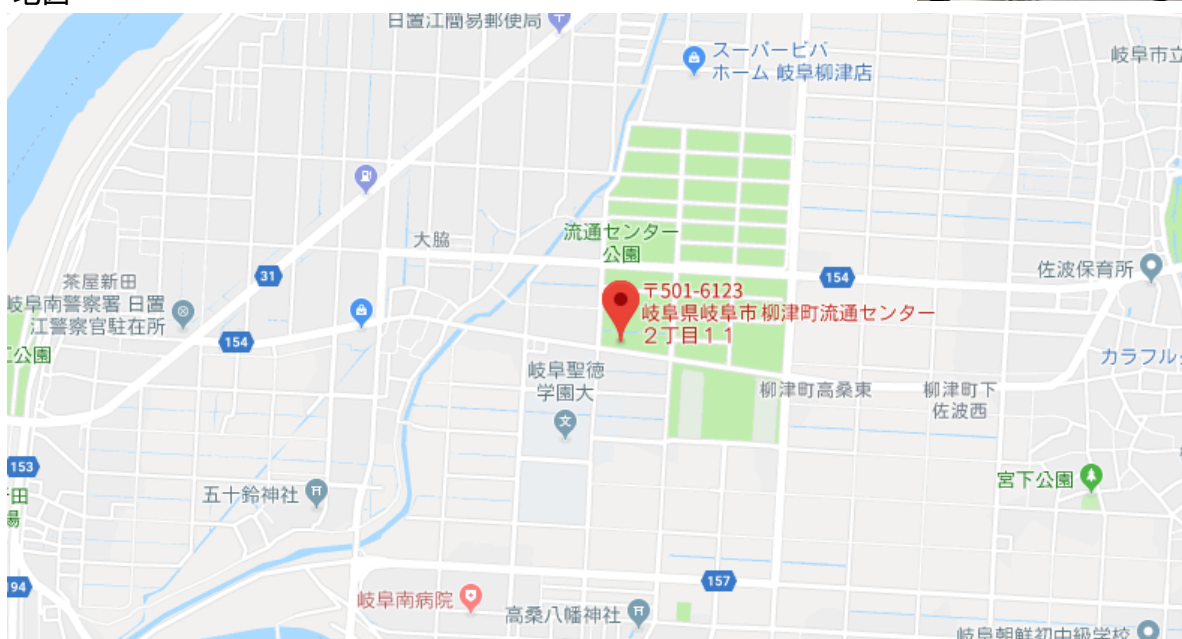 地図
日置江簡易郵便局
スーパービバ
ホーム 岐阜柳津店
岐阜市立
流通センター
公園
大脇
31
154
佐波保育所
茶屋新田
岐阜南警察署 日置
江警察官駐在所
〒501-6123
岐阜県岐阜市柳津町流通センター
２丁目１１
154
江公園
カラフル
岐阜聖徳
学園大
柳津町高桑東
柳津町下
佐波西
153
宮下公園
五十鈴神社
田
場
194
157
岐阜南病院
高桑八幡神社
岐阜朝鮮初中級学校